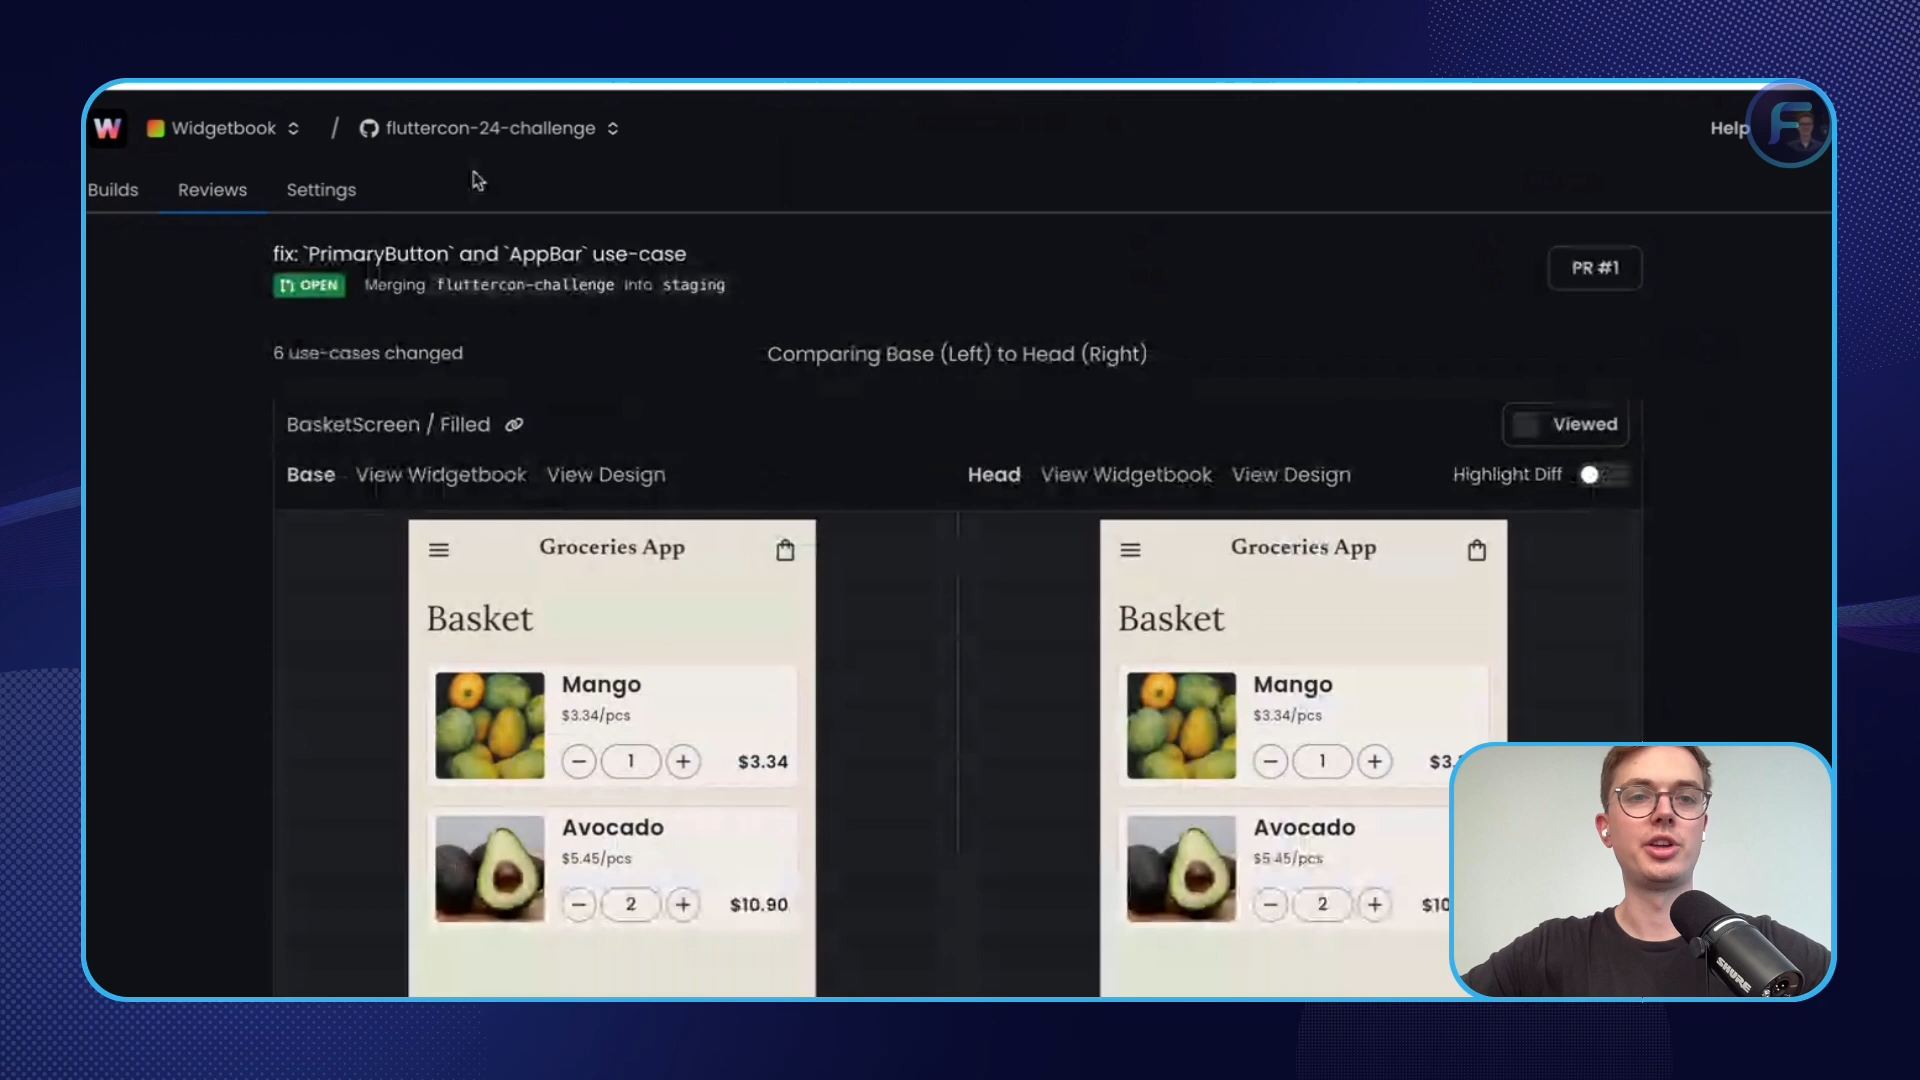 W Widgetbook / fluttercon-24-challenge Help
Builds Reviews Settings
fix: `PrimaryButton` and `AppBar` use-case
PR #1
OPEN Merging fluttercon-challenge into staging
6 use-cases changed
Comparing Base (Left) to Head (Right)
BasketScreen / Filled
Viewed
Base View Widgetbook View Design
Head View Widgetbook View Design Highlight Diff
Groceries App
Basket
Mango
$3.34/pcs
1
$3.34
Avocado
$5.45/pcs
2
$10.90
Groceries App
Basket
Mango
$3.34/pcs
1
$3.
Avocado
$5.45/pcs
2
$10
SHURE